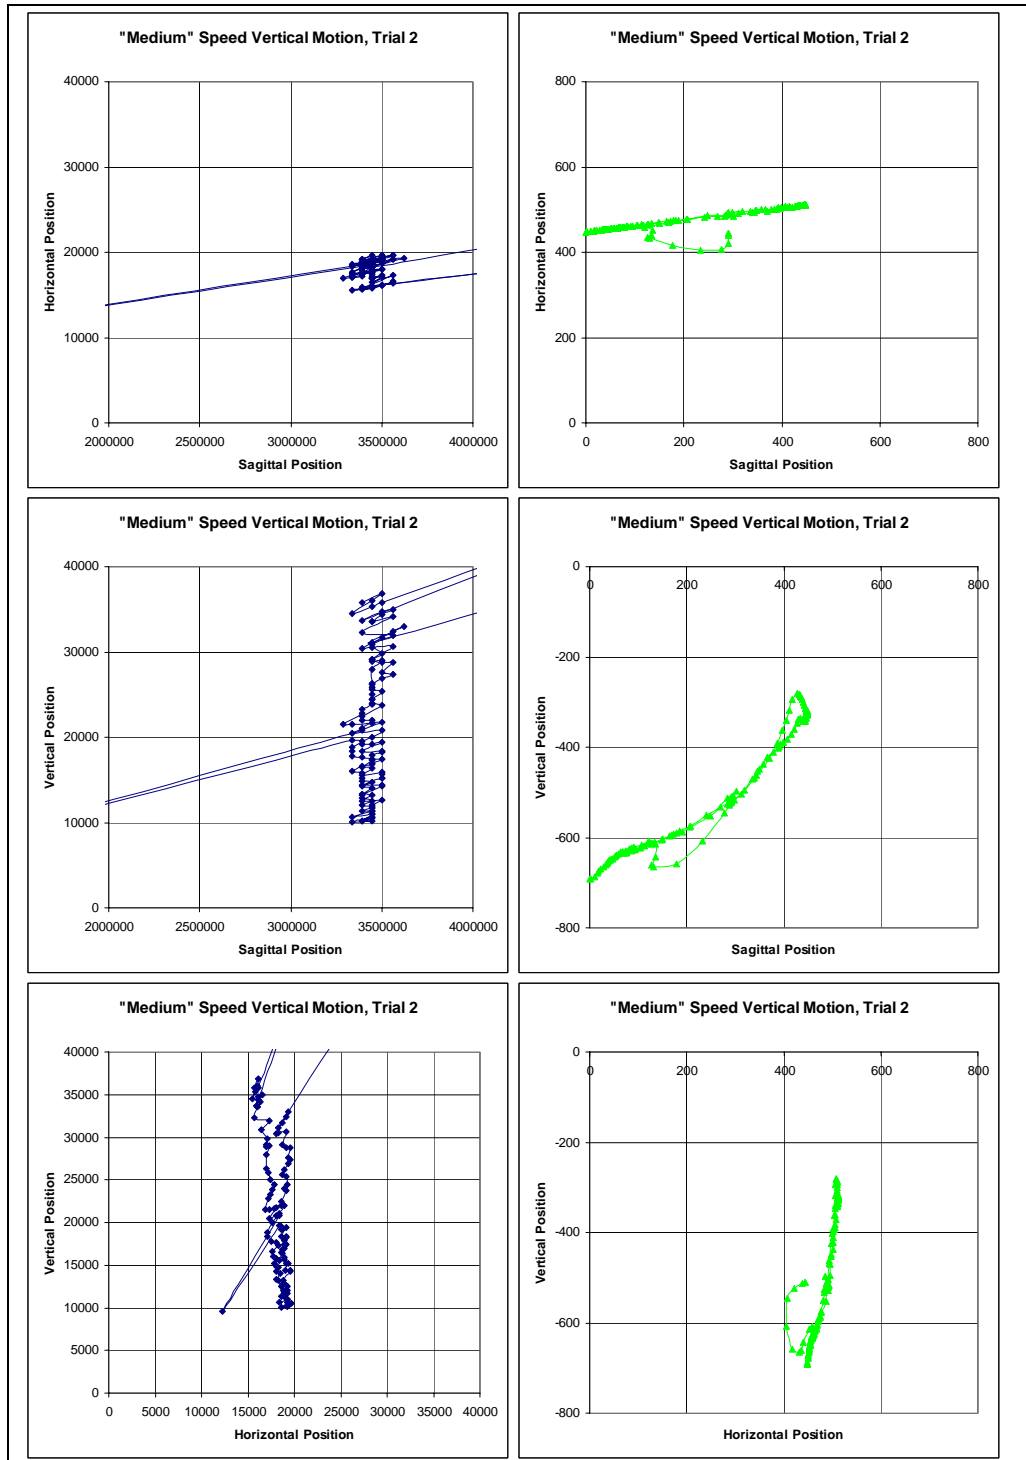 "Medium" Speed Vertical Motion, Trial 2
40000
30000
20000
10000
0
Horizontal Position
2000000 2500000 3000000 3500000 4000000
Sagittal Position
"Medium" Speed Vertical Motion, Trial 2
800
600
400
200
0
Horizontal Position
0 200 400 600 800
Sagittal Position
"Medium" Speed Vertical Motion, Trial 2
40000
30000
20000
10000
0
Vertical Position
2000000 2500000 3000000 3500000 4000000
Sagittal Position
"Medium" Speed Vertical Motion, Trial 2
0
-200
-400
-600
-800
Vertical Position
0 200 400 600 800
Sagittal Position
"Medium" Speed Vertical Motion, Trial 2
40000
35000
30000
25000
20000
15000
10000
5000
0
Vertical Position
0 5000 10000 15000 20000 25000 30000 35000 40000
Horizontal Position
"Medium" Speed Vertical Motion, Trial 2
0
-200
-400
-600
-800
Vertical Position
0 200 400 600 800
Horizontal Position